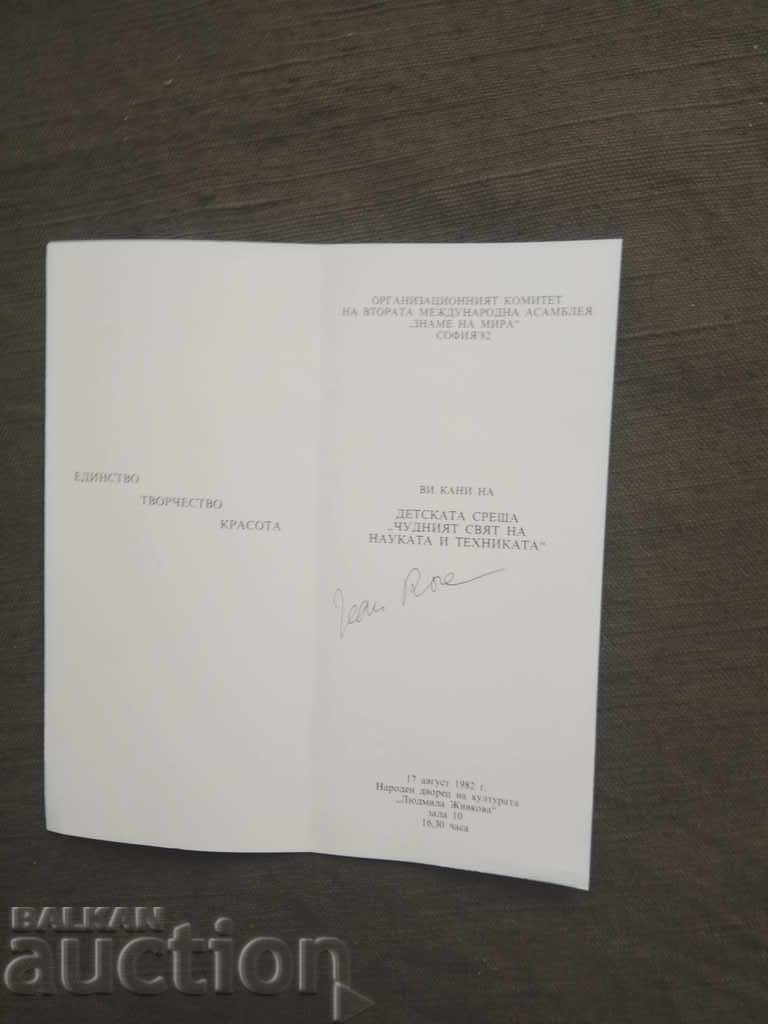 ЕДИНСТВО
ТВОРЧЕСТВО
КРАСОТА
ОРГАНИЗАЦИОННИЯТ КОМИТЕТ
НА ВТОРАТА МЕЖДУНАРОДНА АСАМБЛЕЯ
„ЗНАМЕ НА МИРА“
СОФИЯ'82
ВИ КАНИ НА
ДЕТСКАТА СРЕЩА
„ЧУДНИЯТ СВЯТ НА
НАУКАТА И ТЕХНИКАТА“
17 август 1982 г.
Народен дворец на културата
„Людмила Живкова“
зала 10
16,30 часа
BALKAN
auction